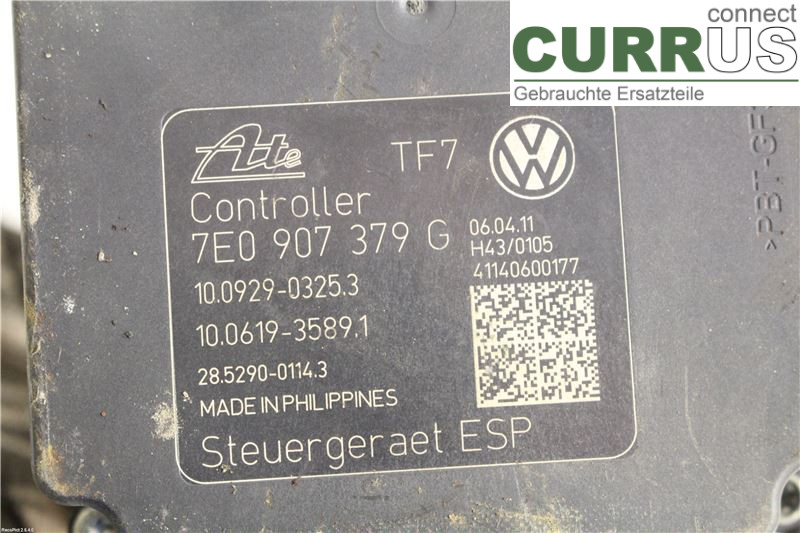 connect
CURRUS
Gebrauchte Ersatzteile
Ate TF7
Controller
7E0 907 379 G
06.04.11
H43/0105
41140600177
10.0929-0325.3
10.0619-3589.1
28.5290-0114.3
MADE IN PHILIPPINES
Steuergeraet ESP